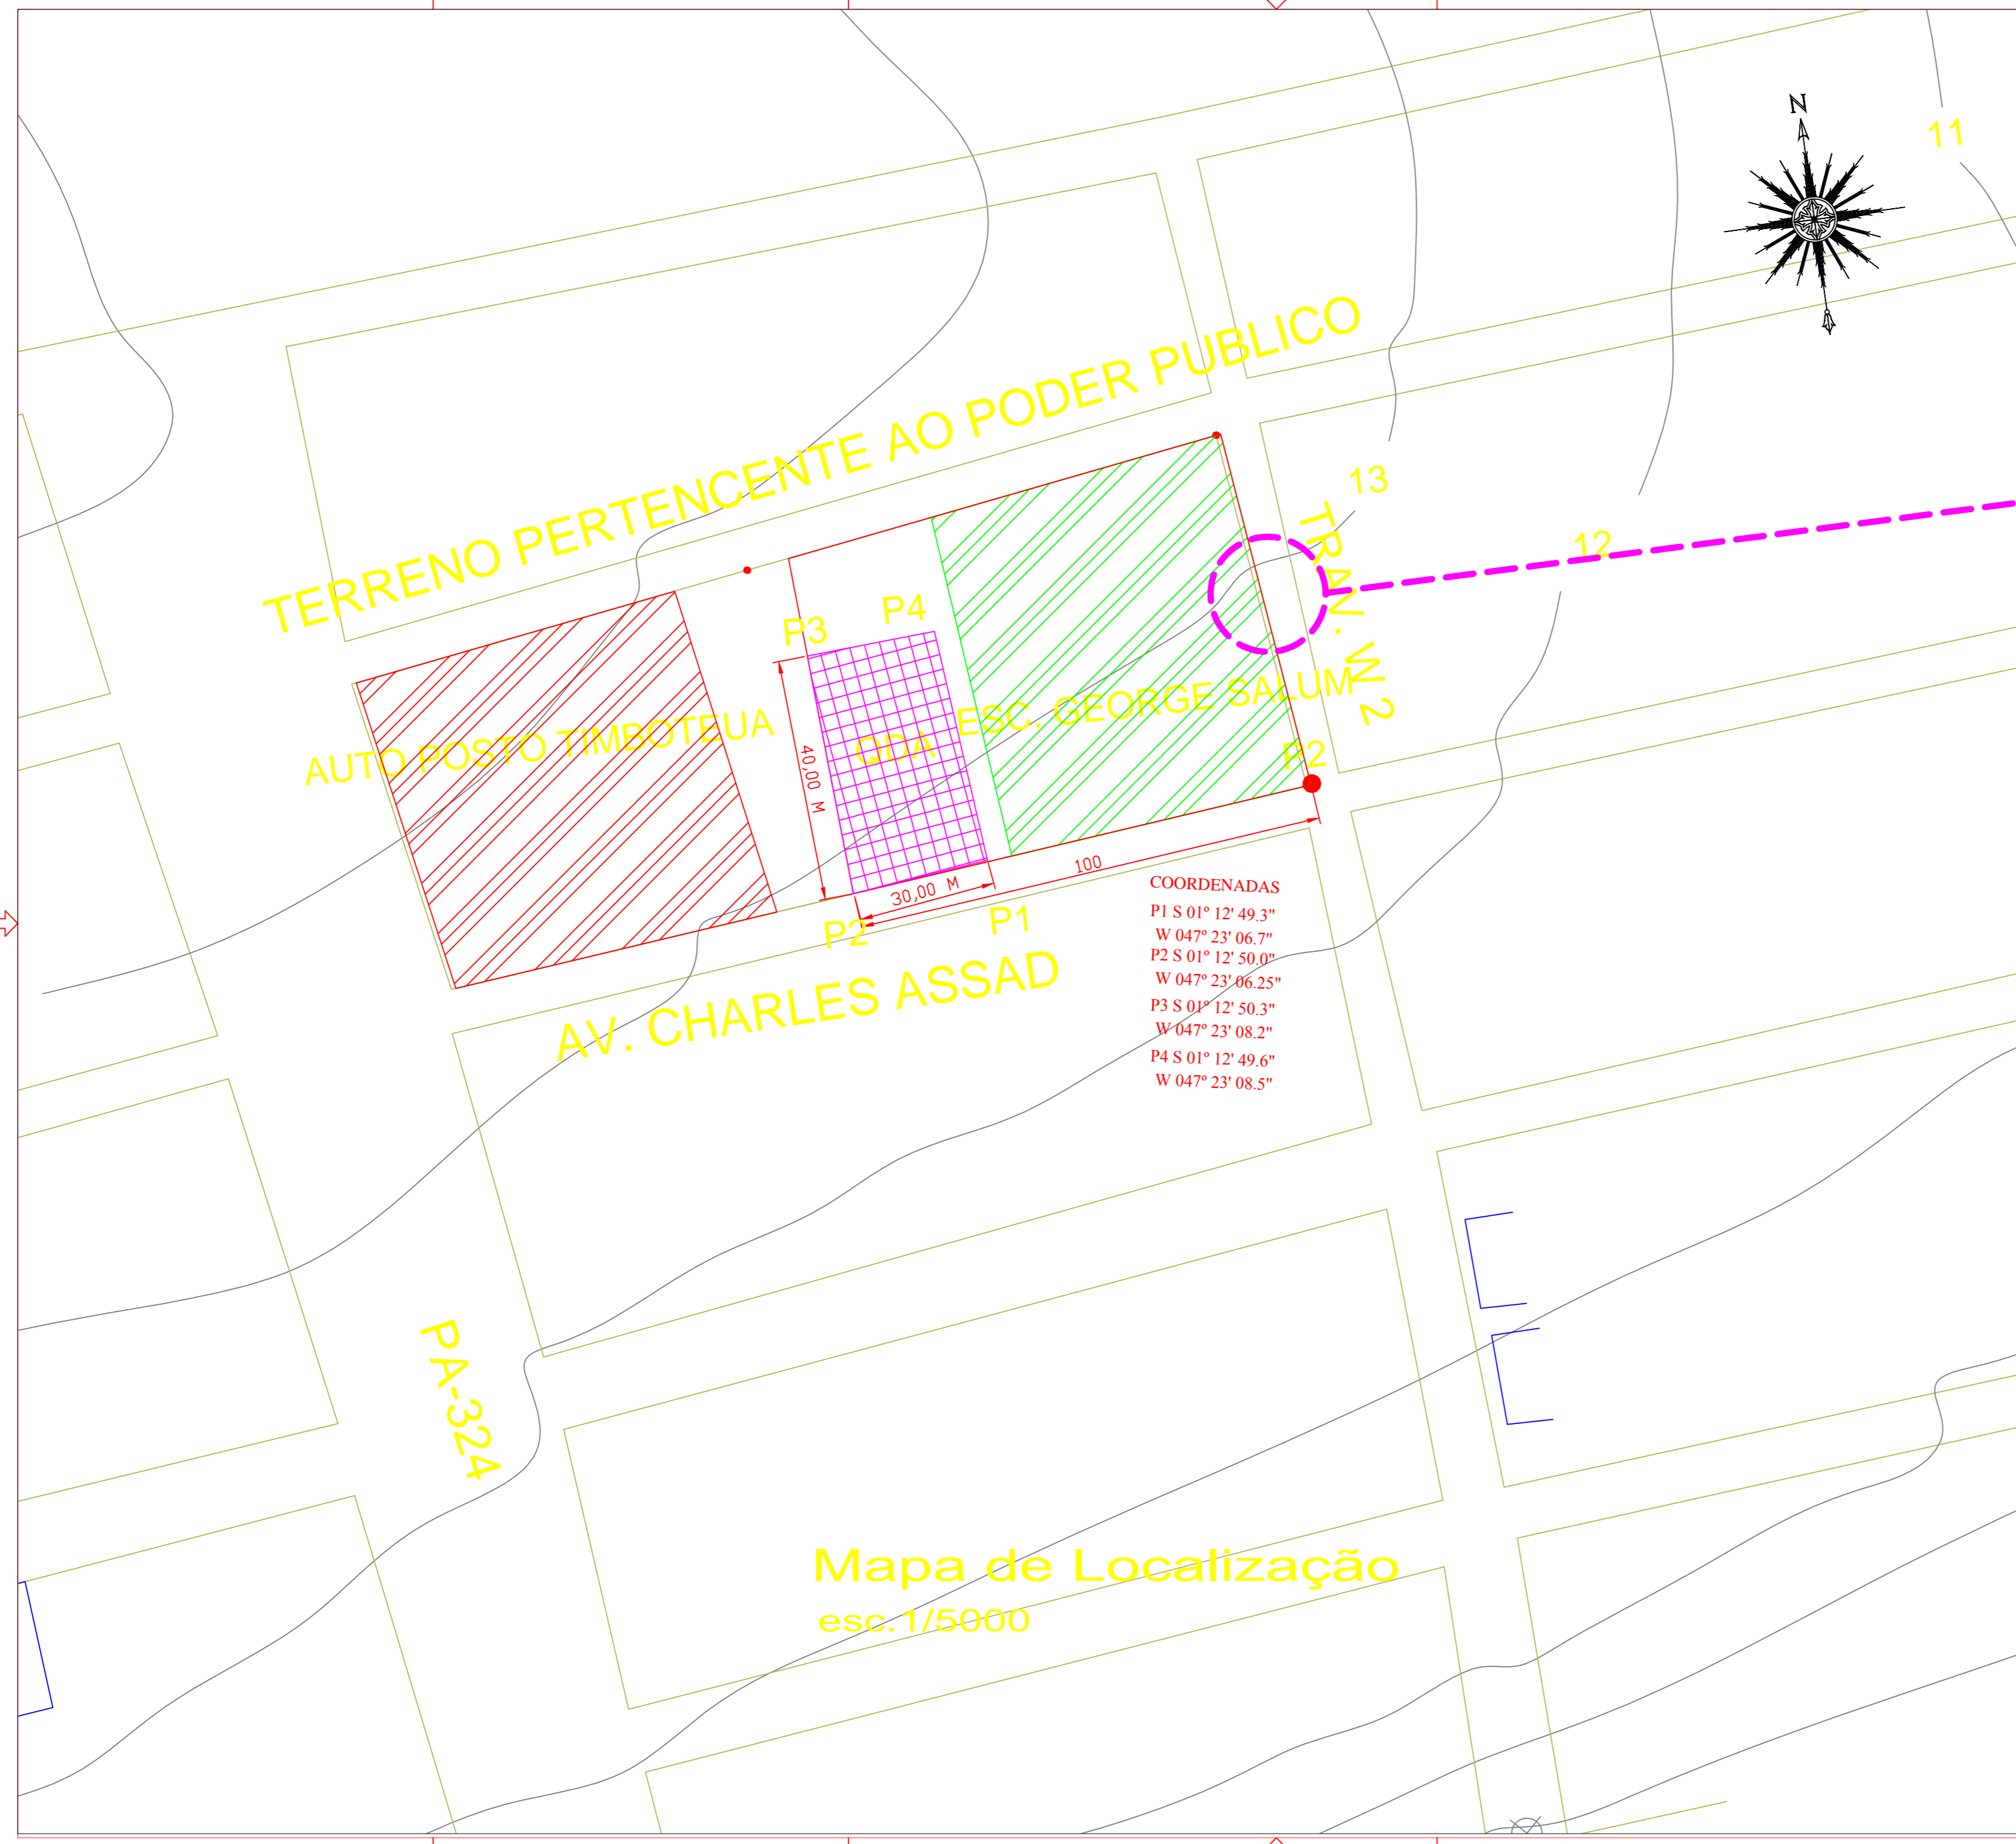 N
11
TERRENO PERTENCENTE AO PODER PUBLICO
13
TRAV. VM 2
12
P3
P4
AUTO POSTO TIMBOTEUA
40,00 M
QDA
ESC. GEORGE SALUM
P2
100
30,00 M
P2
P1
COORDENADAS
P1 S 01º 12' 49.3"
W 047º 23' 06.7"
P2 S 01º 12' 50.0"
W 047º 23' 06.25"
P3 S 01º 12' 50.3"
W 047º 23' 08.2"
P4 S 01º 12' 49.6"
W 047º 23' 08.5"
AV. CHARLES ASSAD
PA-324
Mapa de Localização
esc.1/5000